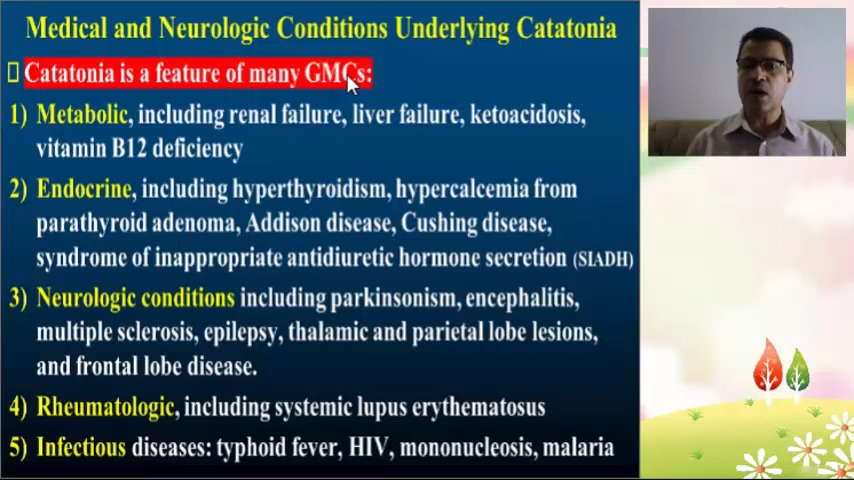 Medical and Neurologic Conditions Underlying Catatonia
Catatonia is a feature of many GMCs:
1) Metabolic, including renal failure, liver failure, ketoacidosis,
vitamin B12 deficiency
2) Endocrine, including hyperthyroidism, hypercalcemia from
parathyroid adenoma, Addison disease, Cushing disease,
syndrome of inappropriate antidiuretic hormone secretion (SIADH)
3) Neurologic conditions including parkinsonism, encephalitis,
multiple sclerosis, epilepsy, thalamic and parietal lobe lesions,
and frontal lobe disease.
4) Rheumatologic, including systemic lupus erythematosus
5) Infectious diseases: typhoid fever, HIV, mononucleosis, malaria